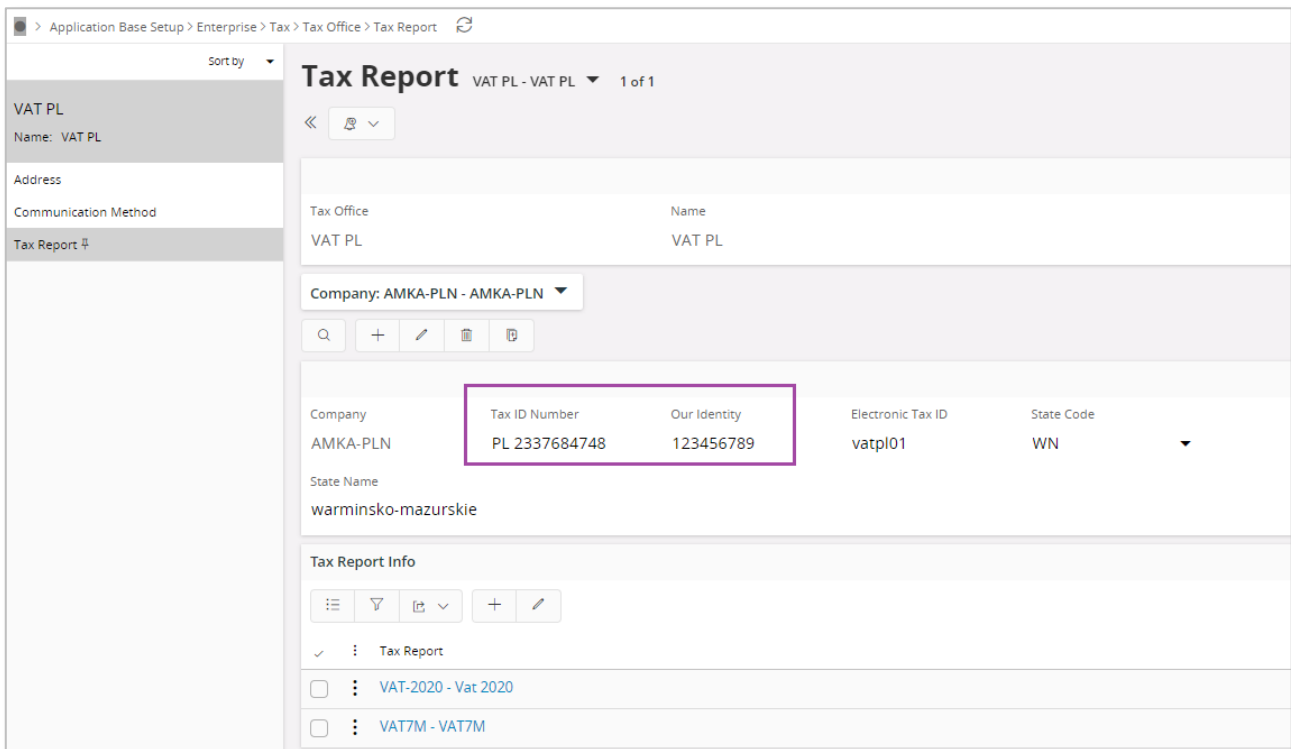 > Application Base Setup > Enterprise > Tax > Tax Office > Tax Report
Sort by
VAT PL
Name: VAT PL
Address
Communication Method
Tax Report
Tax Report VAT PL - VAT PL 1 of 1
Tax Office Name
VAT PL VAT PL
Company: AMKA-PLN - AMKA-PLN
Company Tax ID Number Our Identity Electronic Tax ID State Code
AMKA-PLN PL 2337684748 123456789 vatpl01 WN
State Name
warminsko-mazurskie
Tax Report Info
Tax Report
VAT-2020 - Vat 2020
VAT7M - VAT7M